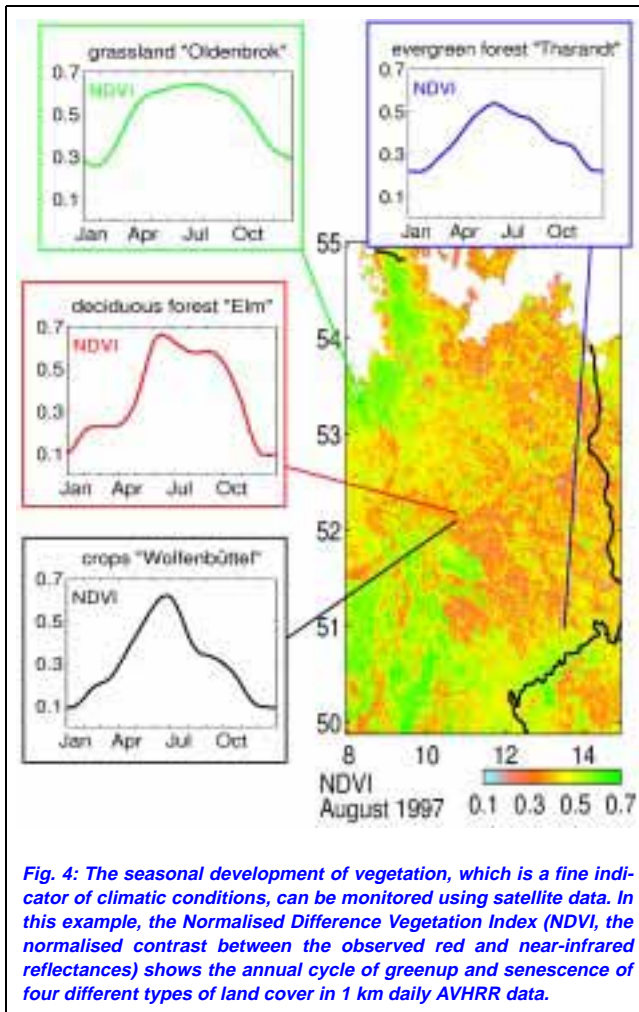 grassland "Oldenbrok"
0.7
NDVI
0.5
0.3
0.1
Jan Apr Jul Oct
evergreen forest "Tharandt"
0.7
NDVI
0.5
0.3
0.1
Jan Apr Jul Oct
deciduous forest "Elm"
0.7
NDVI
0.5
0.3
0.1
Jan Apr Jul Oct
crops "Wolfenbüttel"
0.7
NDVI
0.5
0.3
0.1
Jan Apr Jul Oct
55
54
53
52
51
50
8 10 12 14
NDVI
August 1997 0.1 0.3 0.5 0.7
Fig. 4: The seasonal development of vegetation, which is a fine indi-
cator of climatic conditions, can be monitored using satellite data. In
this example, the Normalised Difference Vegetation Index (NDVI, the
normalised contrast between the observed red and near-infrared
reflectances) shows the annual cycle of greenup and senescence of
four different types of land cover in 1 km daily AVHRR data.